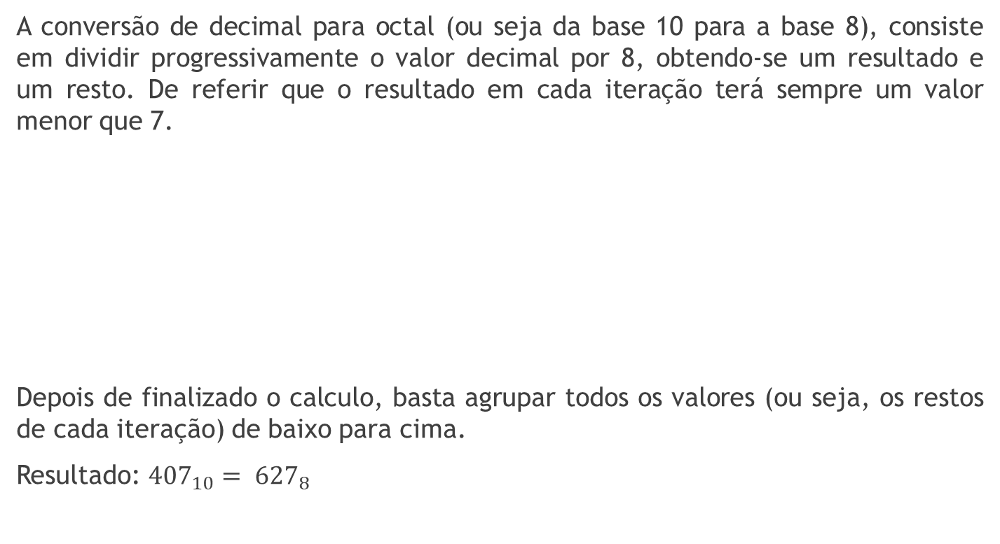 A conversão de decimal para octal (ou seja da base 10 para a base 8), consiste
em dividir progressivamente o valor decimal por 8, obtendo-se um resultado e
um resto. De referir que o resultado em cada iteração terá sempre um valor
menor que 7.
Depois de finalizado o calculo, basta agrupar todos os valores (ou seja, os restos
de cada iteração) de baixo para cima.
Resultado: 407₁₀ = 627₈